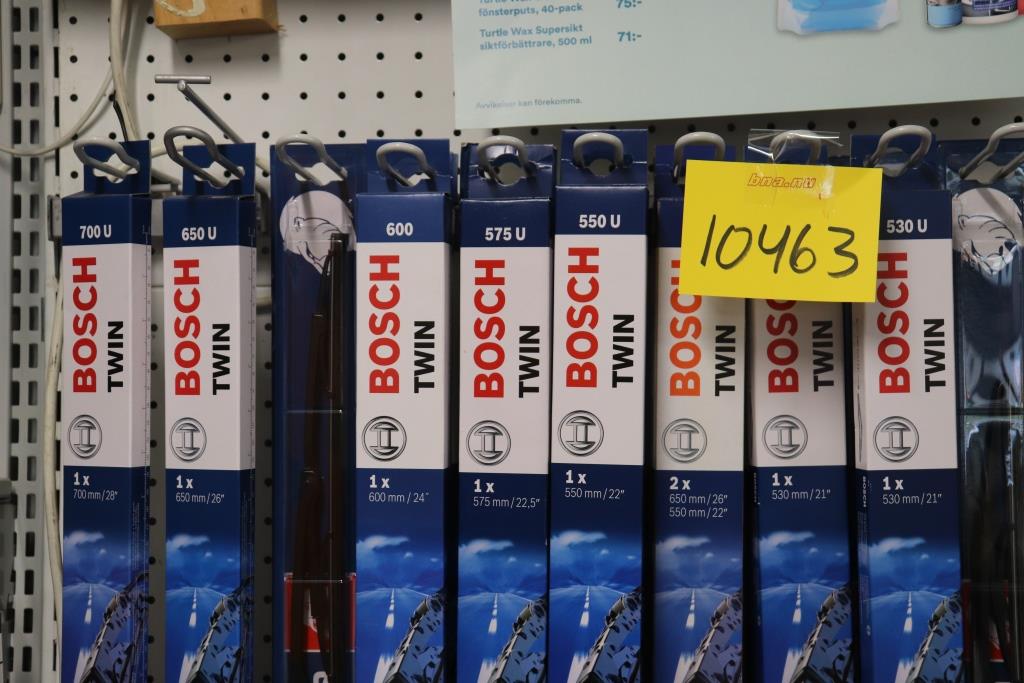 fönsterputs, 40-pack 75:-
Turtle Wax Supersikt
siktförbättrare, 500 ml 71:-
Avvikelser kan förekomma.
bna.nu
10463
700 U
BOSCH
TWIN
1 x
700 mm/28"
650 U
BOSCH
TWIN
1 x
650 mm/26"
600
BOSCH
TWIN
1 x
600 mm/24"
575 U
BOSCH
TWIN
1 x
575 mm/22,5"
550 U
BOSCH
TWIN
1 x
550 mm/22"
BOSCH
TWIN
2 x
650 mm/26"
550 mm/22"
BOSCH
TWIN
1 x
530 mm/21"
530 U
BOSCH
TWIN
1 x
530 mm/21"
BOSCH